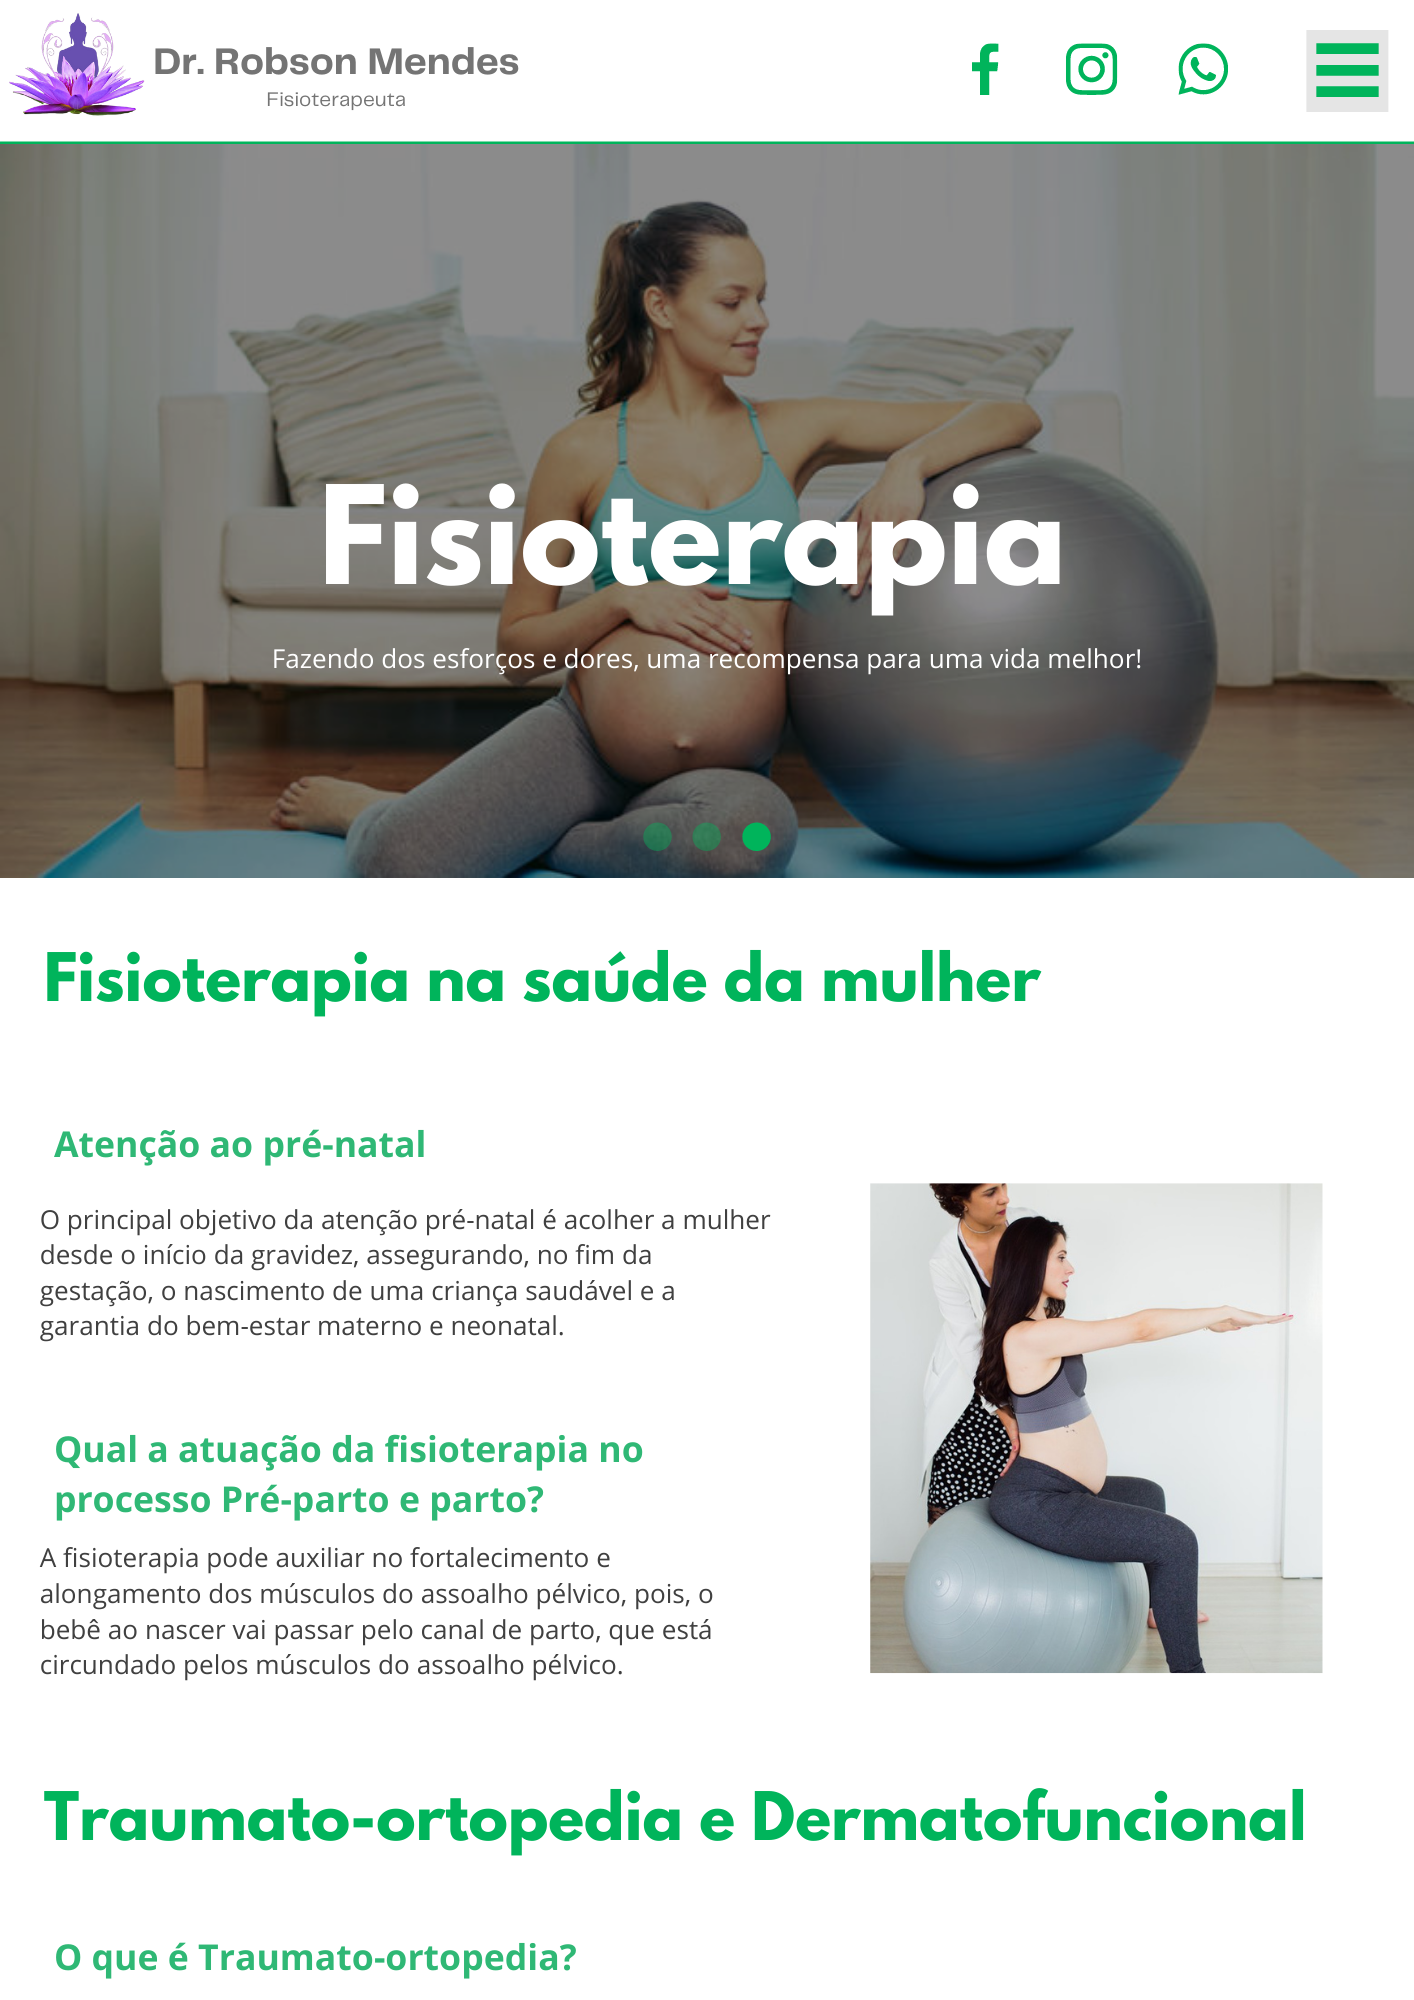 Dr. Robson Mendes
Fisioterapeuta
Fisioterapia
Fazendo dos esforços e dores, uma recompensa para uma vida melhor!
Fisioterapia na saúde da mulher
Atenção ao pré-natal
O principal objetivo da atenção pré-natal é acolher a mulher
desde o início da gravidez, assegurando, no fim da
gestação, o nascimento de uma criança saudável e a
garantia do bem-estar materno e neonatal.
Qual a atuação da fisioterapia no
processo Pré-parto e parto?
A fisioterapia pode auxiliar no fortalecimento e
alongamento dos músculos do assoalho pélvico, pois, o
bebê ao nascer vai passar pelo canal de parto, que está
circundado pelos músculos do assoalho pélvico.
Traumato-ortopedia e Dermatofuncional
O que é Traumato-ortopedia?